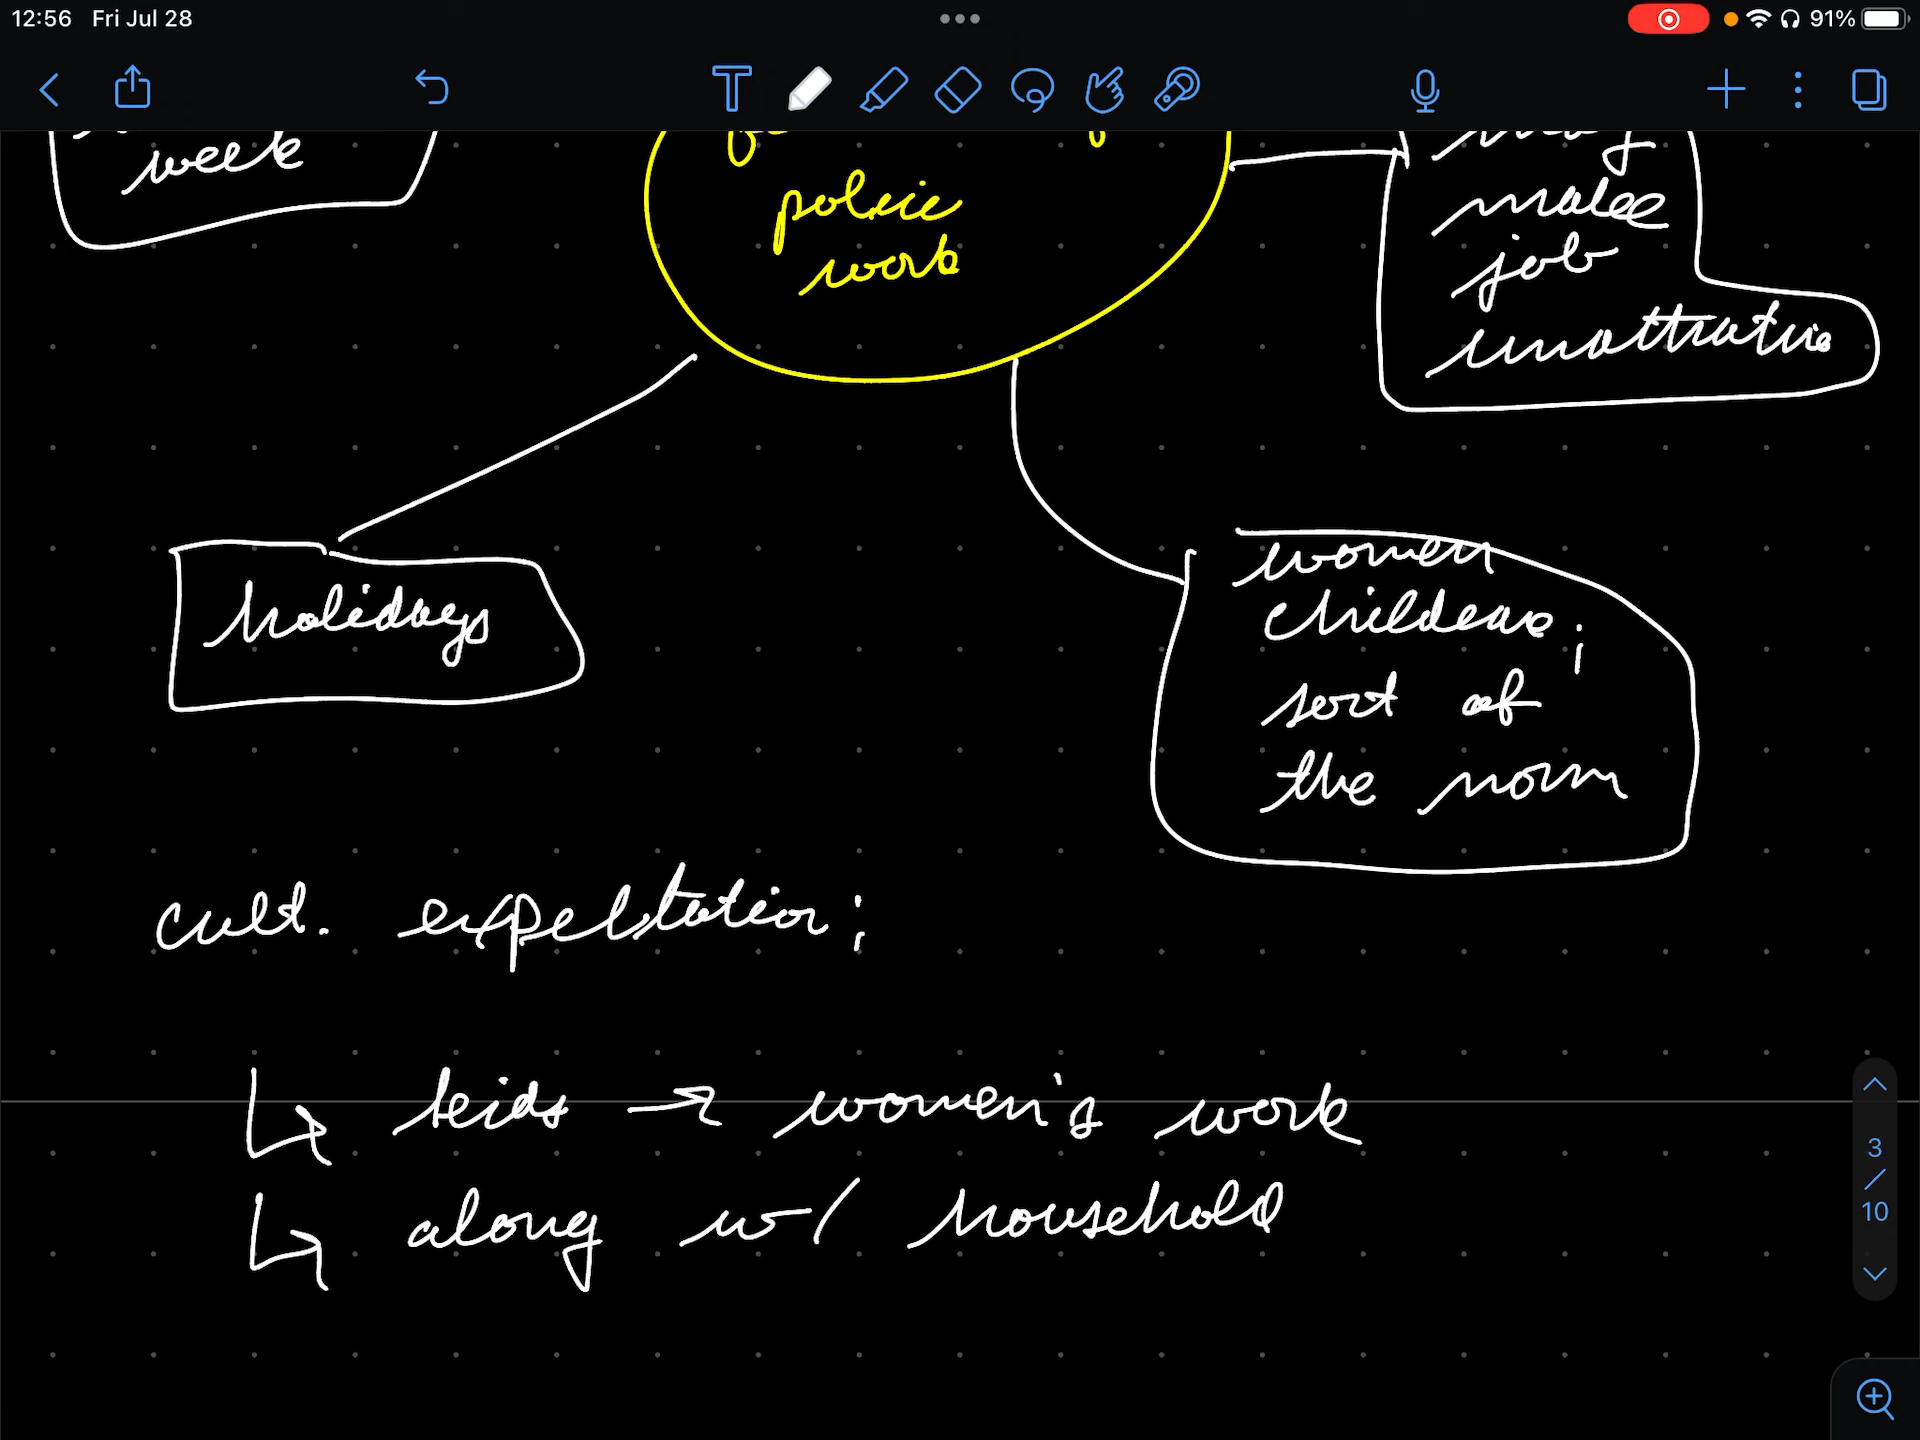 12:56 Fri Jul 28
91%
week
police
work
make
job
unattractive
holidays
women
childcare;
sort of
the norm
cult. expectation;
kids → women's work
along w/ household
3
/
10